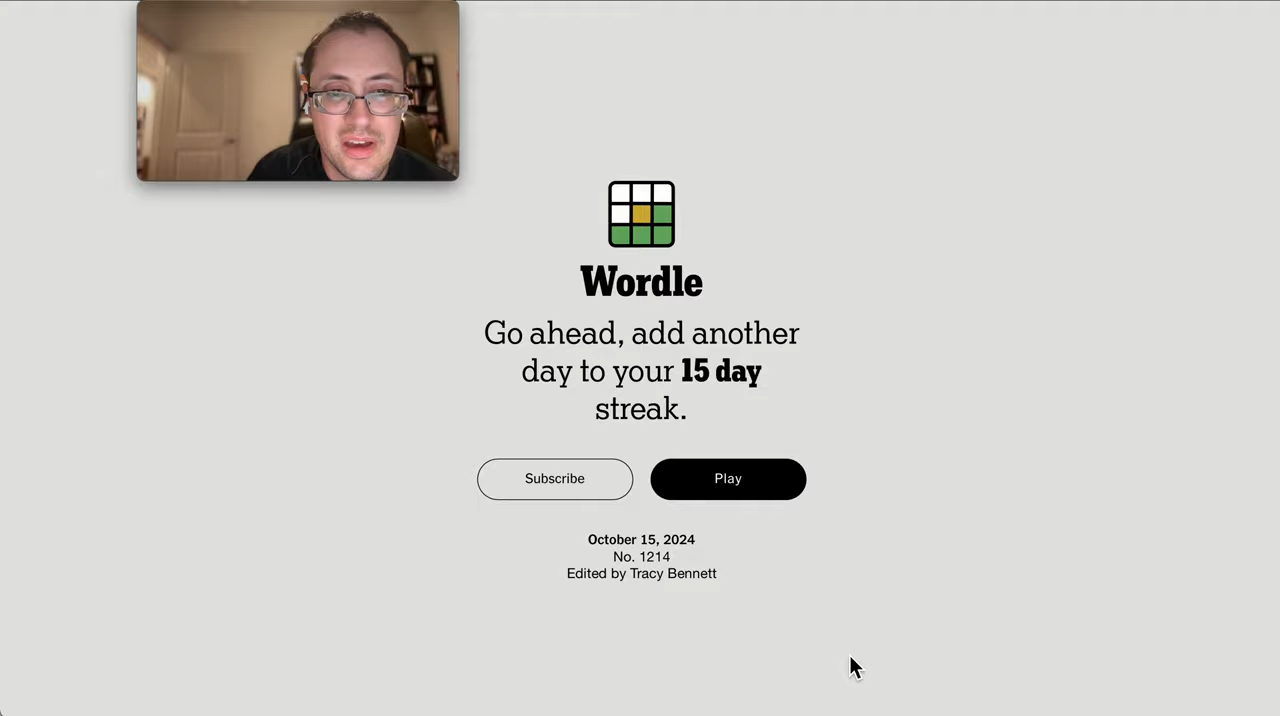 Wordle
Go ahead, add another
day to your 15 day
streak.
Subscribe
Play
October 15, 2024
No. 1214
Edited by Tracy Bennett